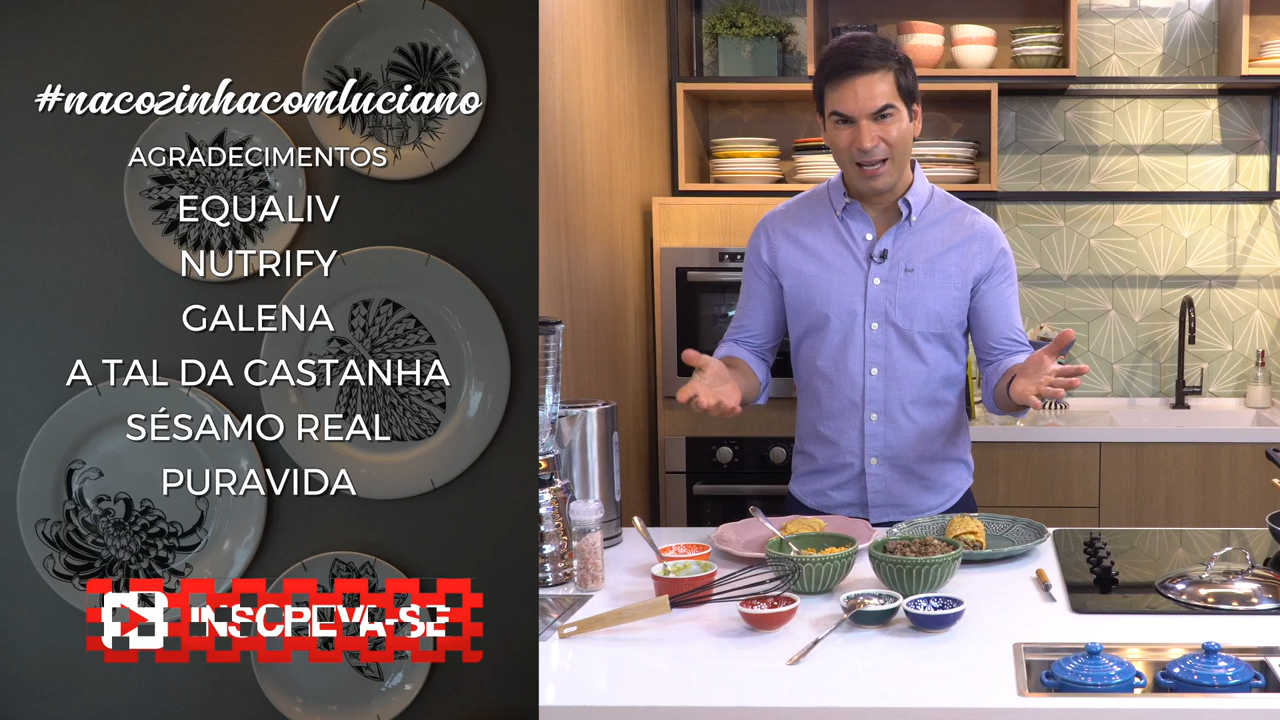 #nacozinhacomluciano
AGRADECIMENTOS
EQUALIV
NUTRIFY
GALENA
A TAL DA CASTANHA
SÉSAMO REAL
PURAVIDA
INSCREVA-SE